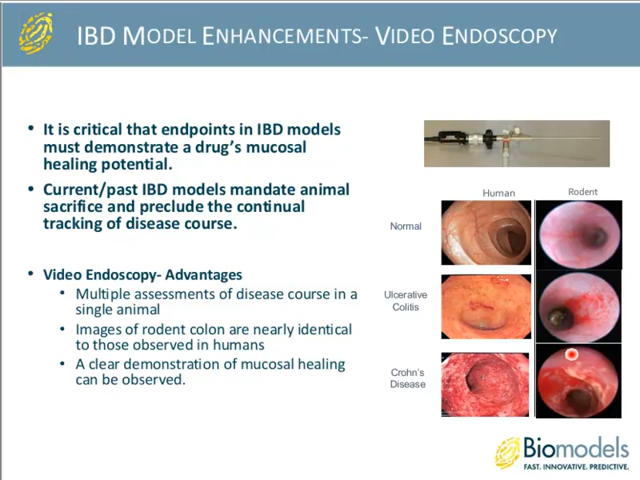 IBD MODEL ENHANCEMENTS- VIDEO ENDOSCOPY
• It is critical that endpoints in IBD models
must demonstrate a drug's mucosal
healing potential.
• Current/past IBD models mandate animal
sacrifice and preclude the continual
tracking of disease course.
• Video Endoscopy- Advantages
• Multiple assessments of disease course in a
single animal
• Images of rodent colon are nearly identical
to those observed in humans
• A clear demonstration of mucosal healing
can be observed.
Human
Rodent
Normal
Ulcerative
Colitis
Crohn's
Disease
Biomodels
FAST. INNOVATIVE. PREDICTIVE.